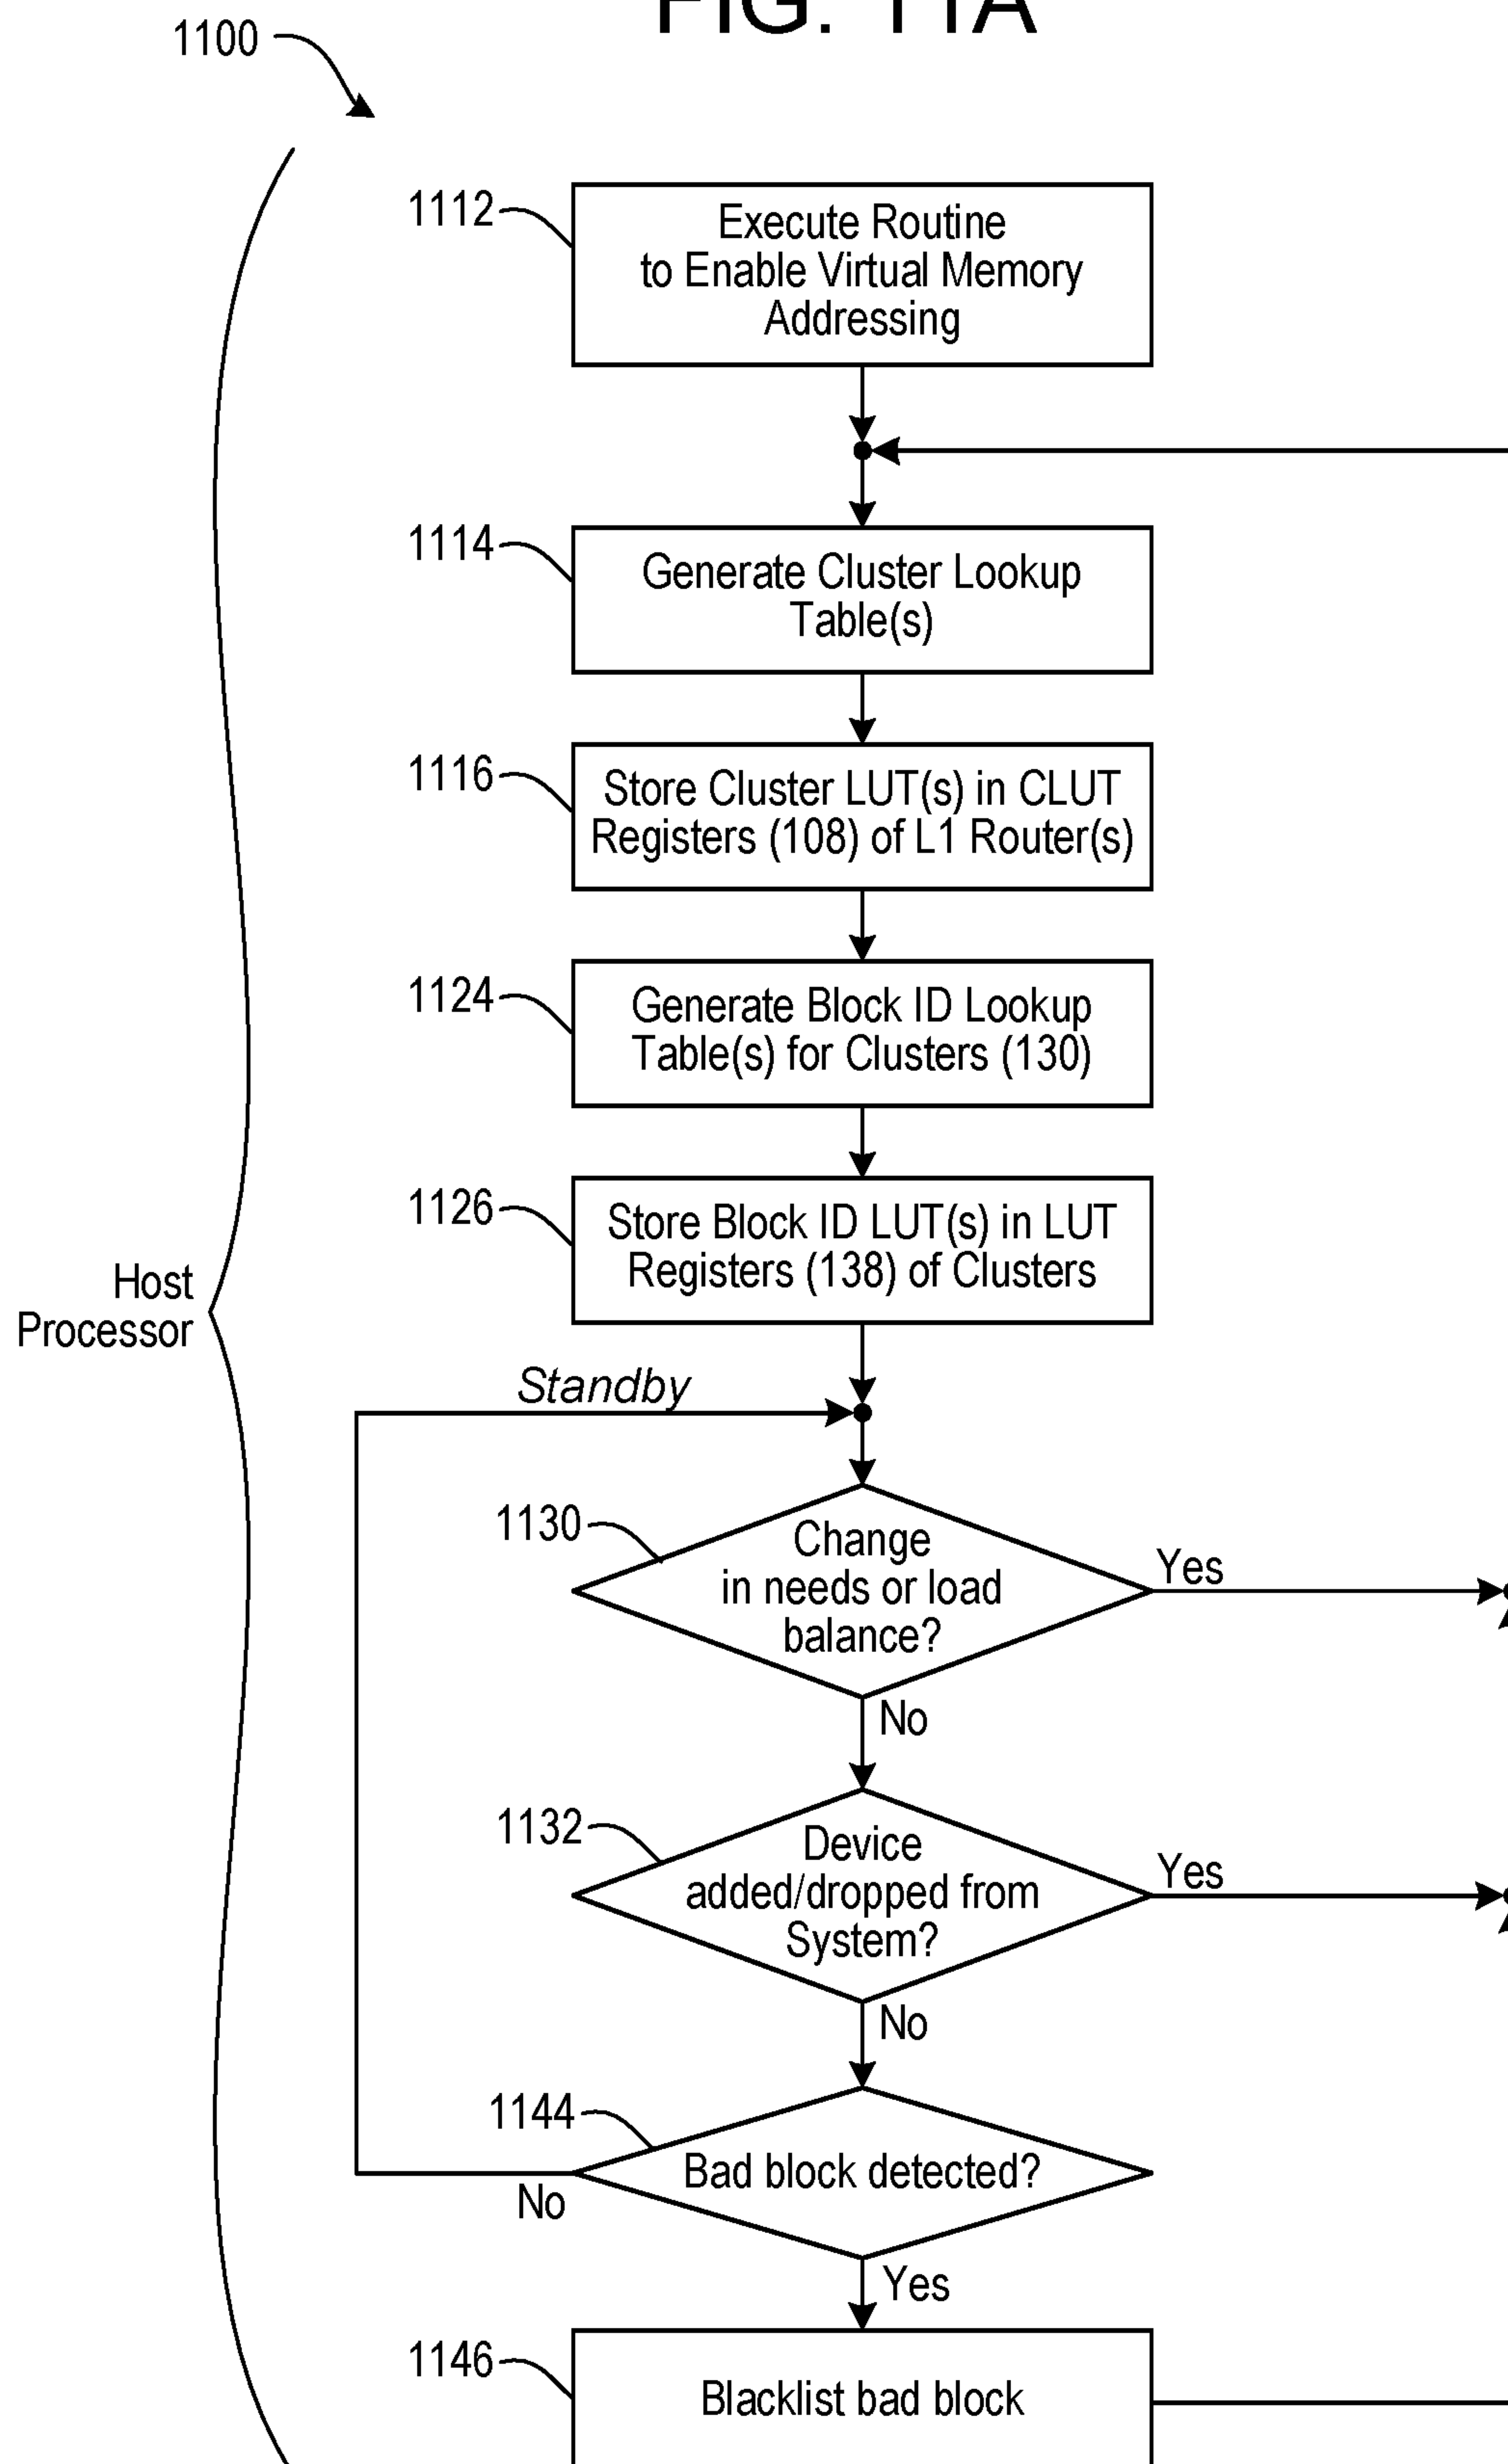 FIG. 11A
1100
1112
Execute Routine
to Enable Virtual Memory
Addressing
1114
Generate Cluster Lookup
Table(s)
1116
Store Cluster LUT(s) in CLUT
Registers (108) of L1 Router(s)
1124
Generate Block ID Lookup
Table(s) for Clusters (130)
1126
Store Block ID LUT(s) in LUT
Registers (138) of Clusters
Host
Processor
Standby
1130
Change
in needs or load
balance?
Yes
No
1132
Device
added/dropped from
System?
Yes
No
1144
Bad block detected?
No
Yes
1146
Blacklist bad block